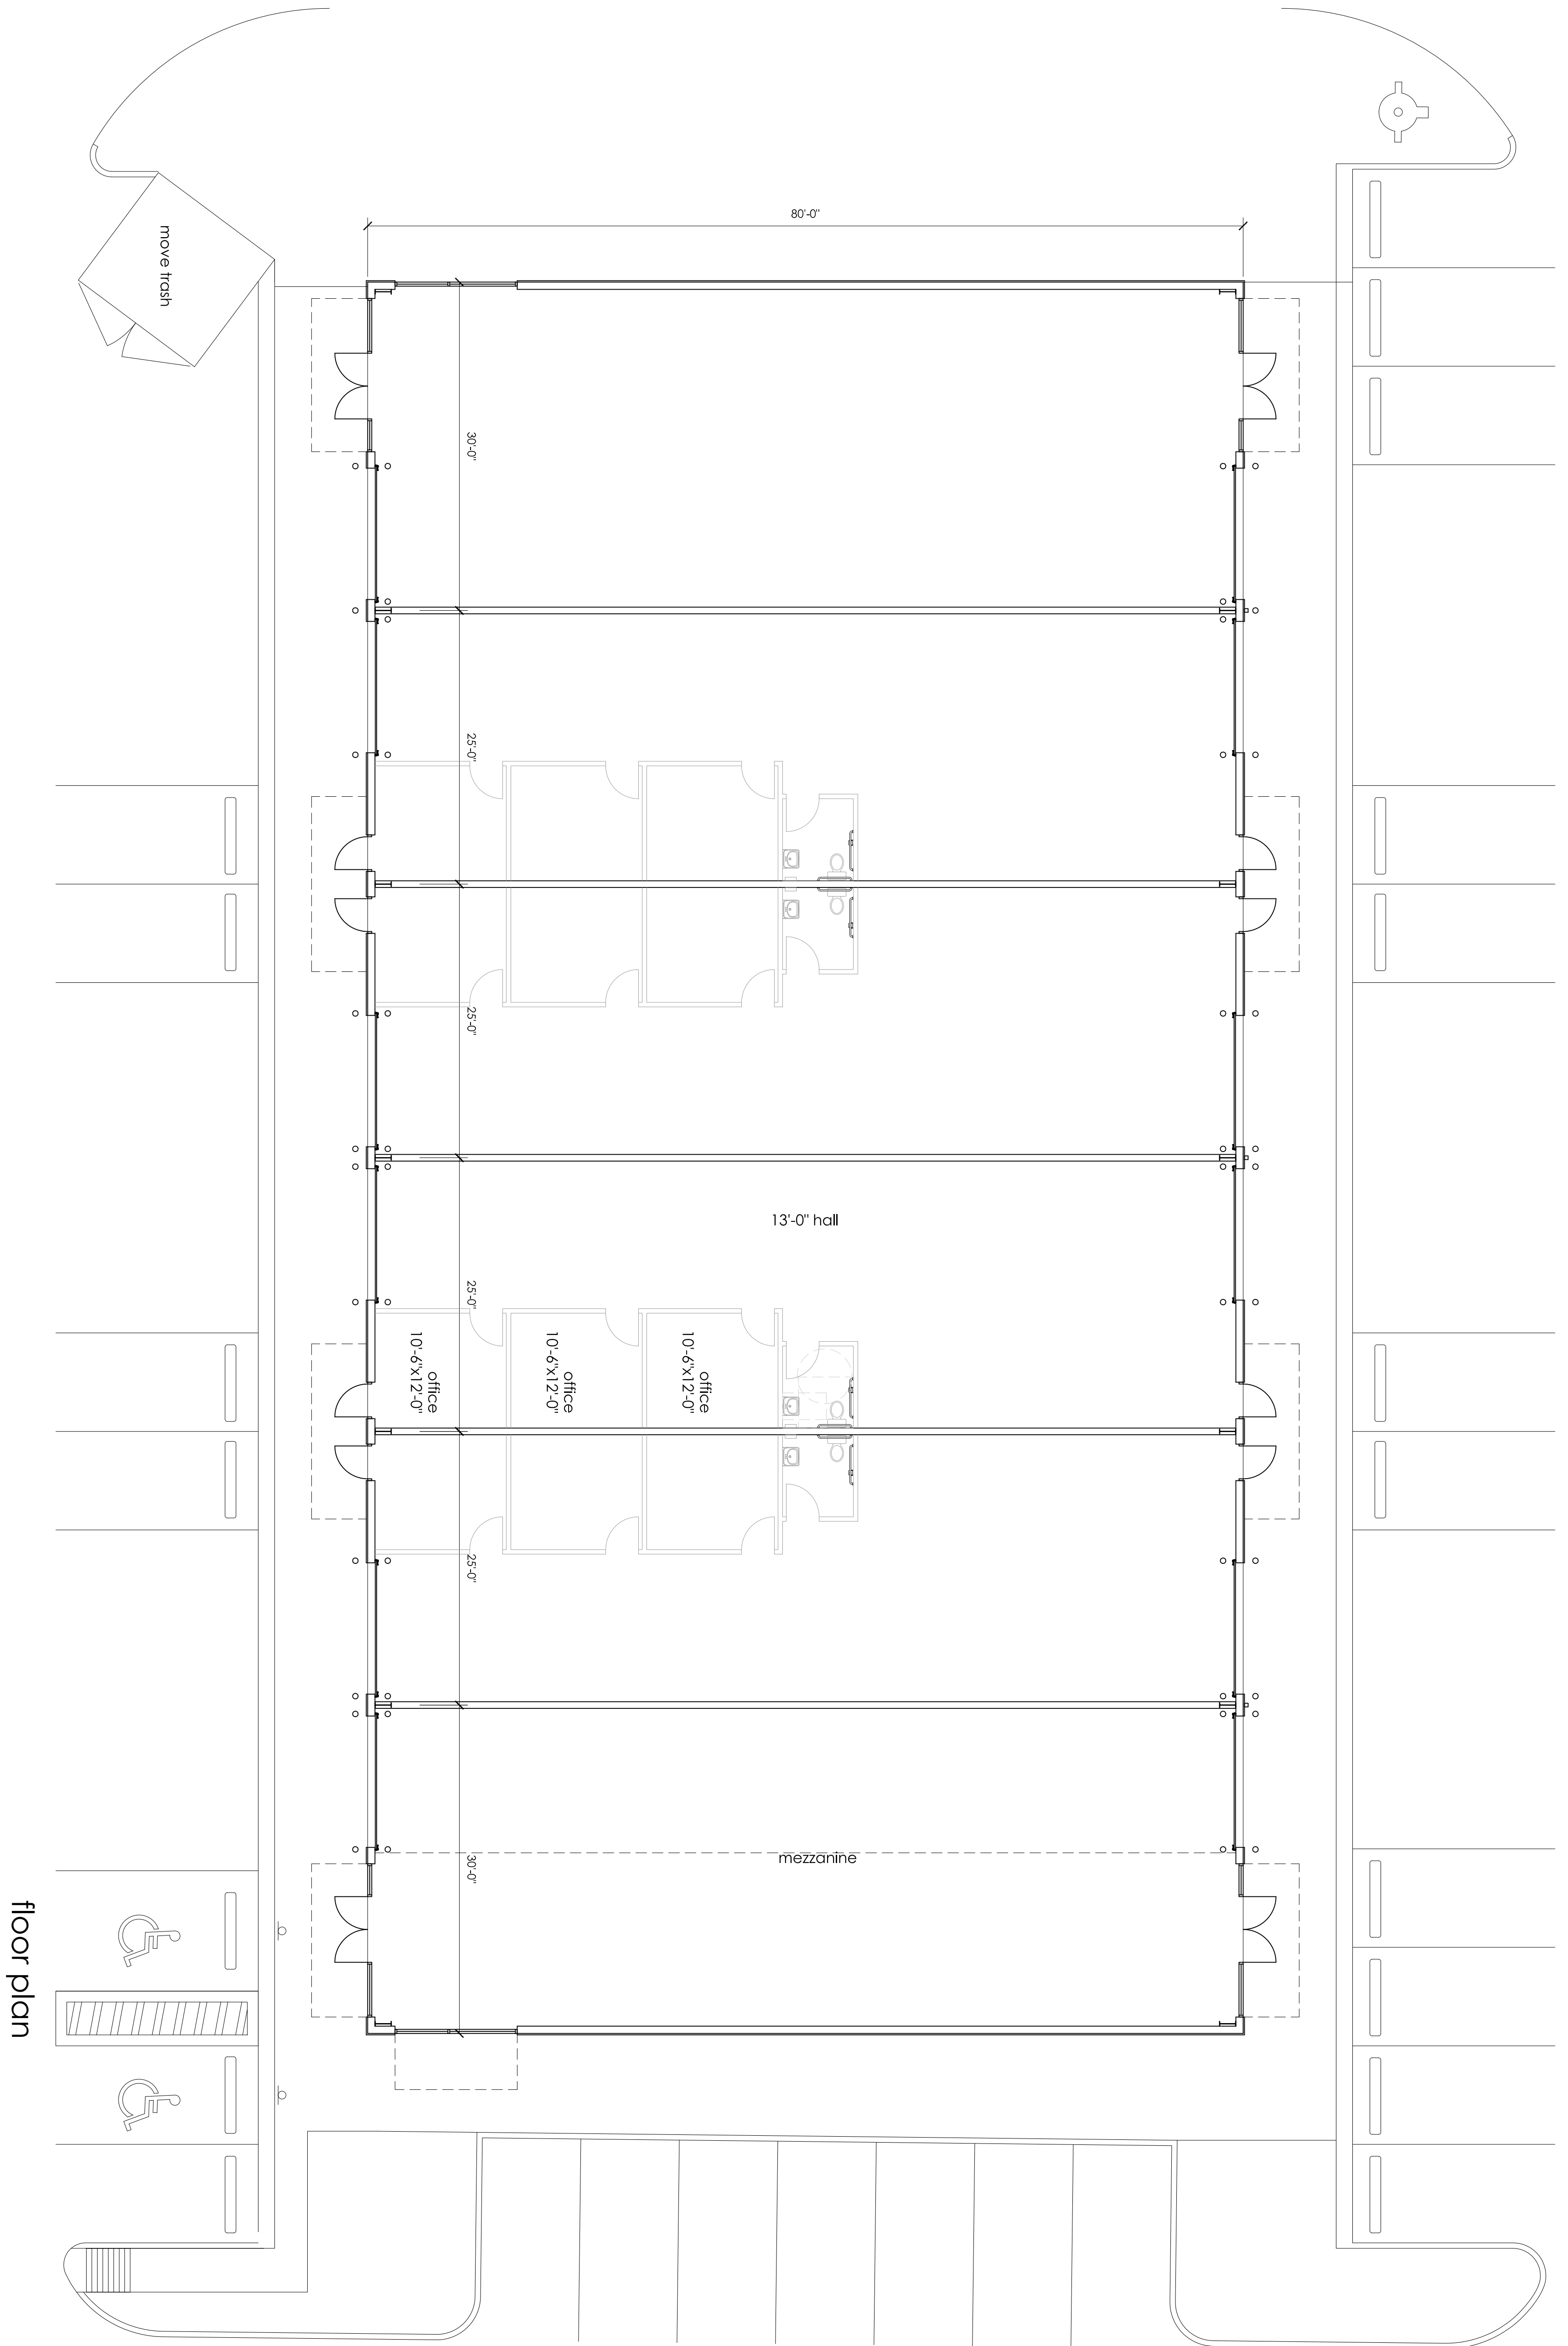 80'-0"
move trash
30'-0"
25'-0"
25'-0"
13'-0" hall
25'-0"
office
10'-6"x12'-0"
office
10'-6"x12'-0"
office
10'-6"x12'-0"
25'-0"
mezzanine
30'-0"
floor plan